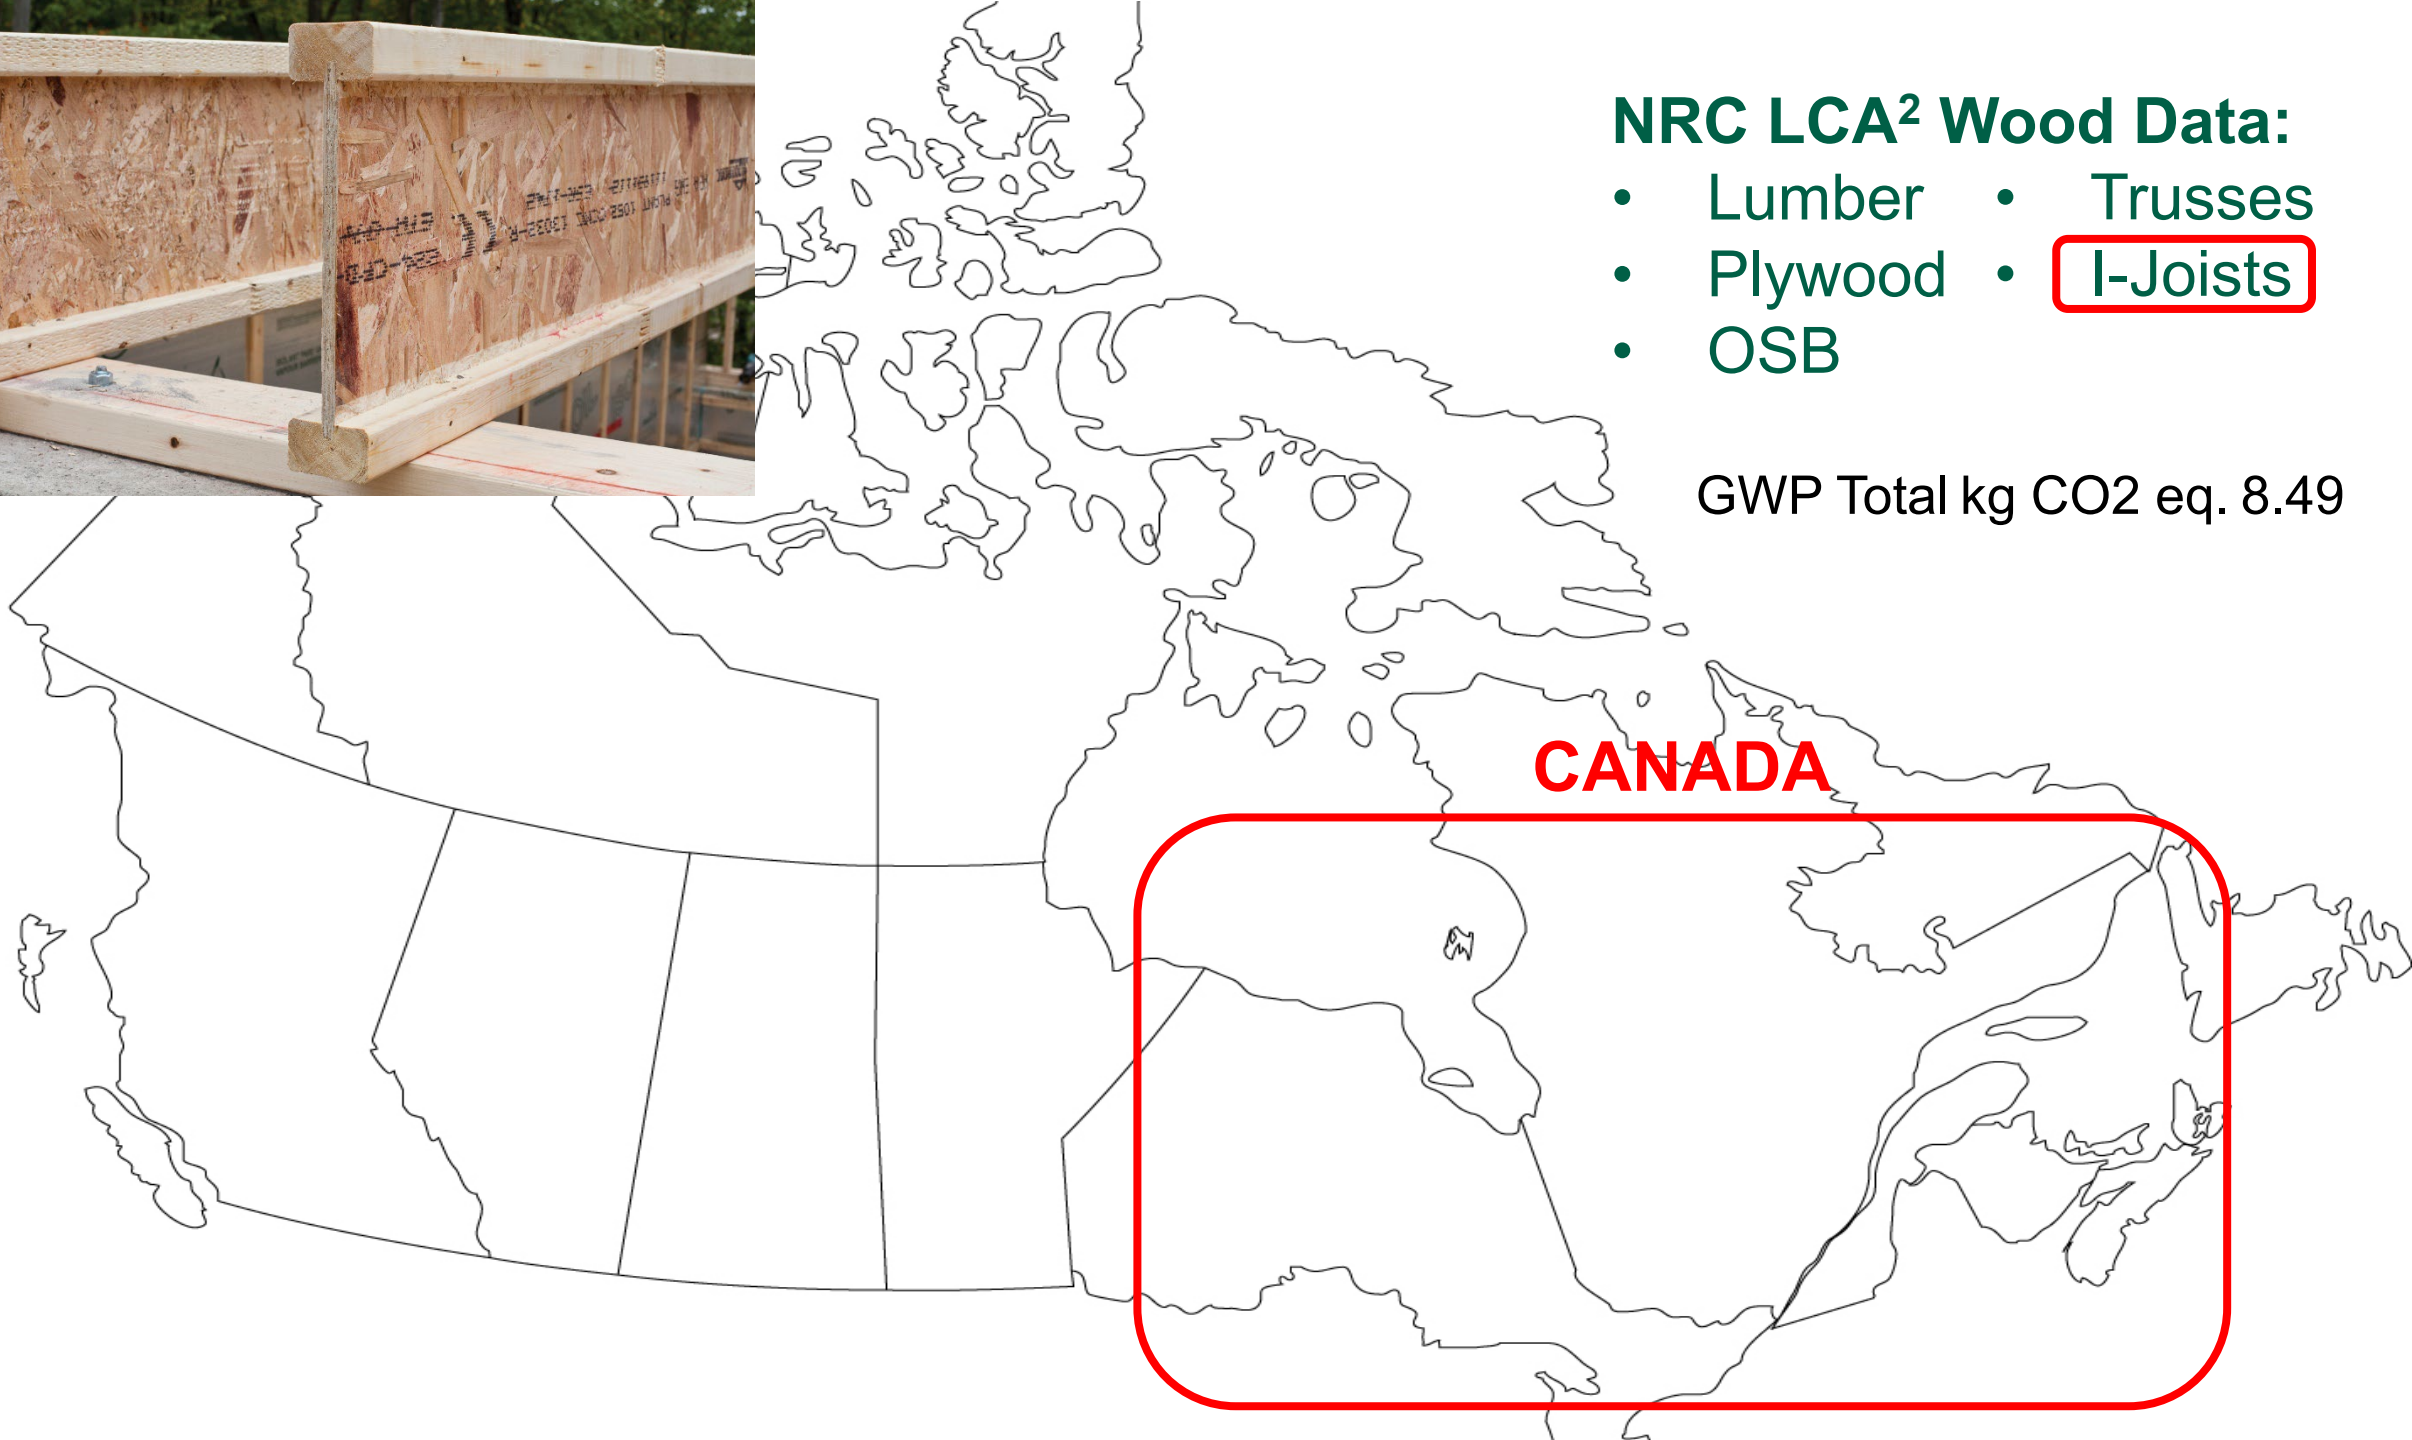 NRC LCA² Wood Data:
• Lumber • Trusses
• Plywood • I-Joists
• OSB
GWP Total kg CO2 eq. 8.49
CANADA